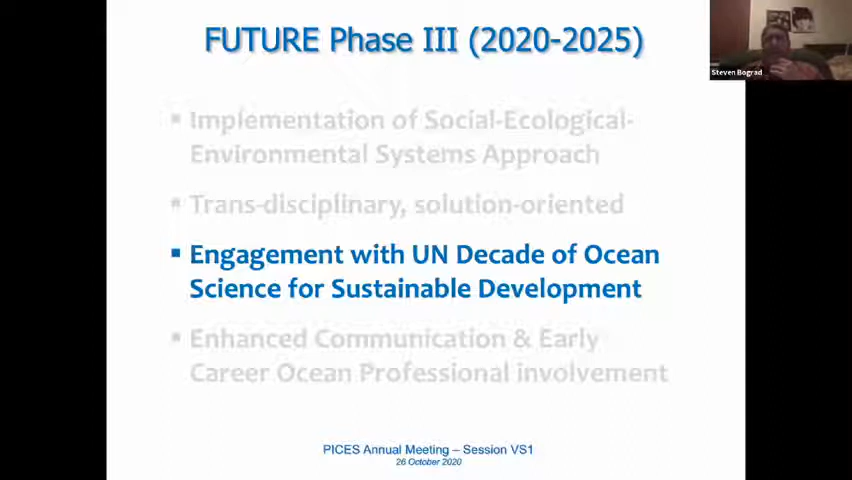 FUTURE Phase III (2020-2025)
Steven Bograd
▪ Implementation of Social-Ecological-
Environmental Systems Approach
▪ Trans-disciplinary, solution-oriented
▪ Engagement with UN Decade of Ocean
Science for Sustainable Development
▪ Enhanced Communication & Early
Career Ocean Professional involvement
PICES Annual Meeting – Session VS1
26 October 2020